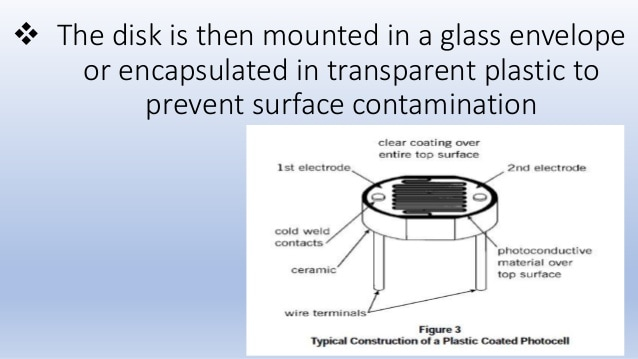 ❖ The disk is then mounted in a glass envelope
or encapsulated in transparent plastic to
prevent surface contamination
clear coating over
entire top surface
1st electrode
2nd electrode
cold weld
contacts
photoconductive
material over
top surface
ceramic
wire terminals
Figure 3
Typical Construction of a Plastic Coated Photocell